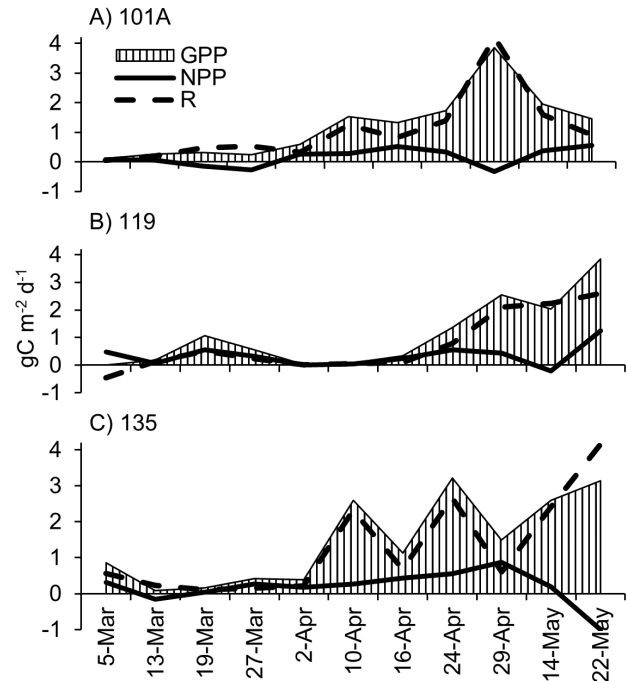 A) 101A
4
3
2
1
0
-1
GPP
NPP
R
B) 119
4
3
2
1
0
-1
gC m-2 d-1
C) 135
4
3
2
1
0
-1
5-Mar
13-Mar
19-Mar
27-Mar
2-Apr
10-Apr
16-Apr
24-Apr
29-Apr
14-May
22-May